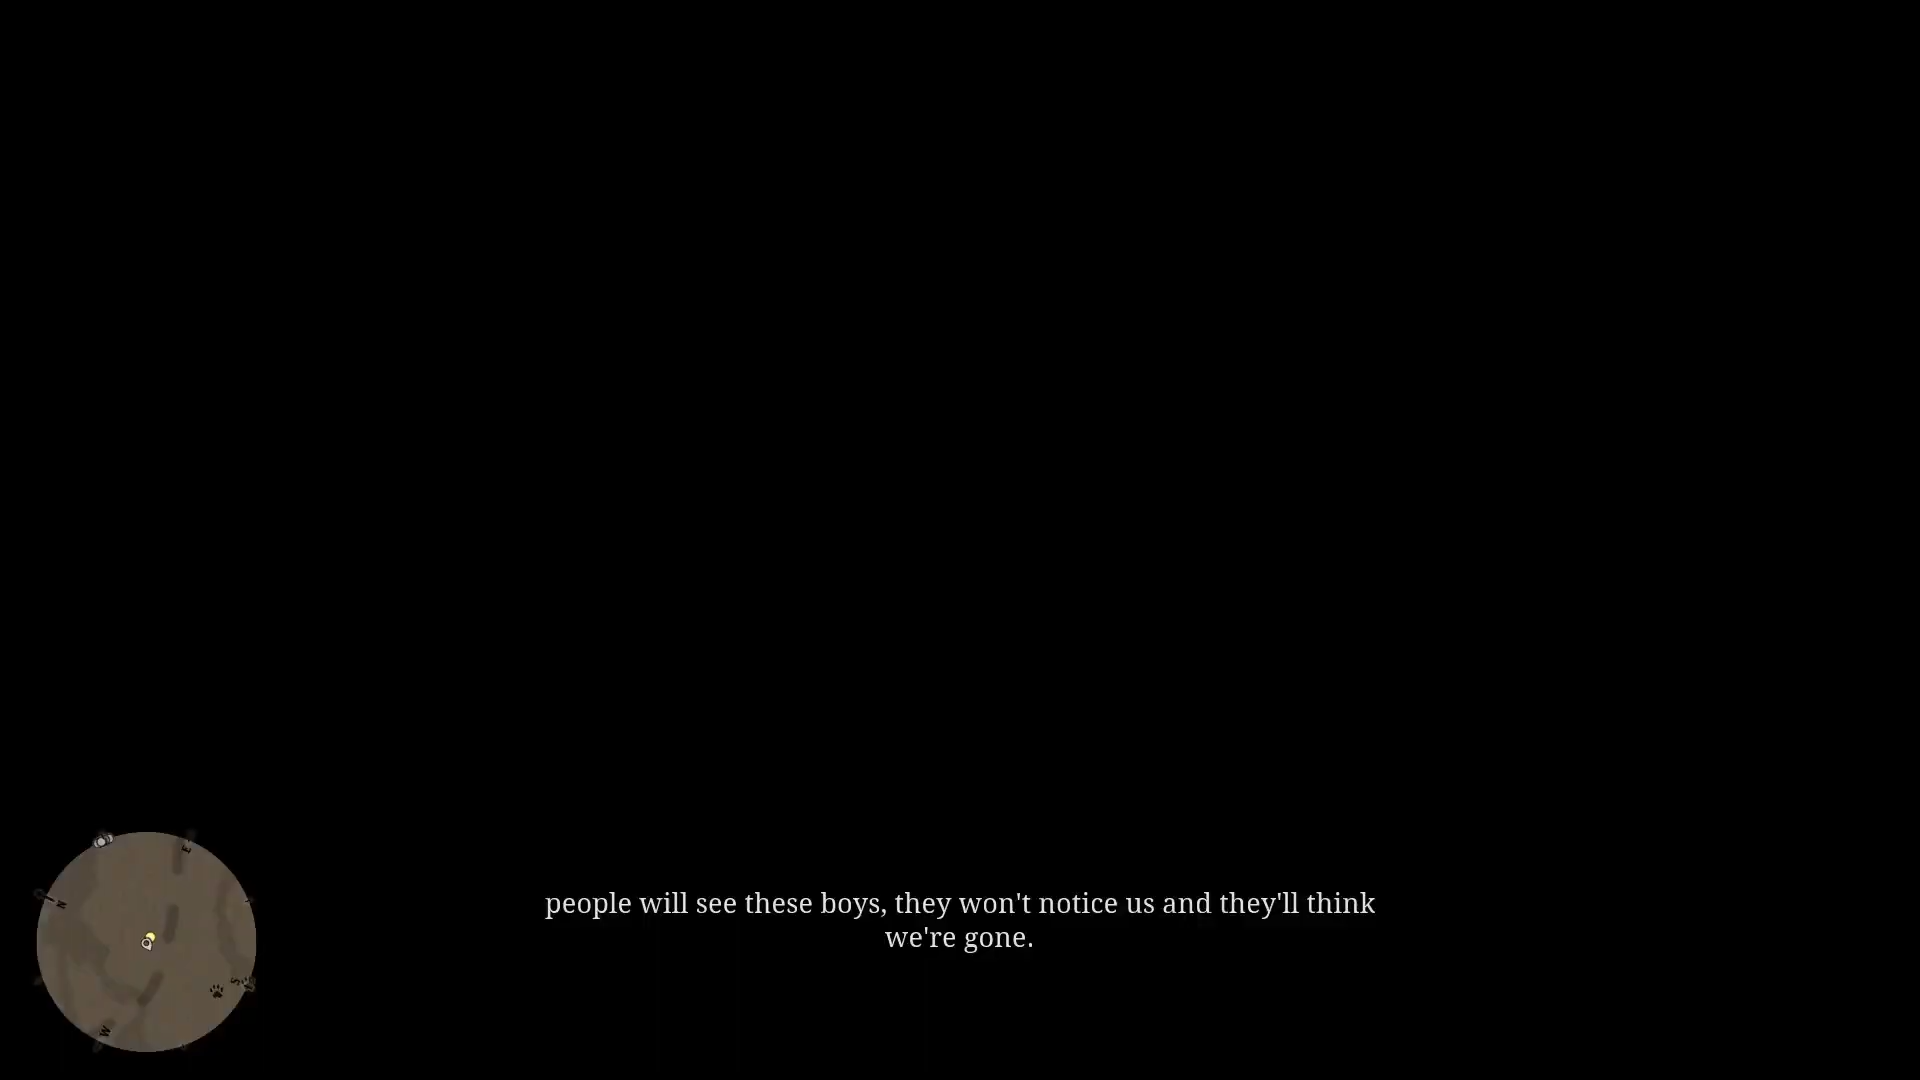 people will see these boys, they won't notice us and they'll think
we're gone.
E
N
S
W